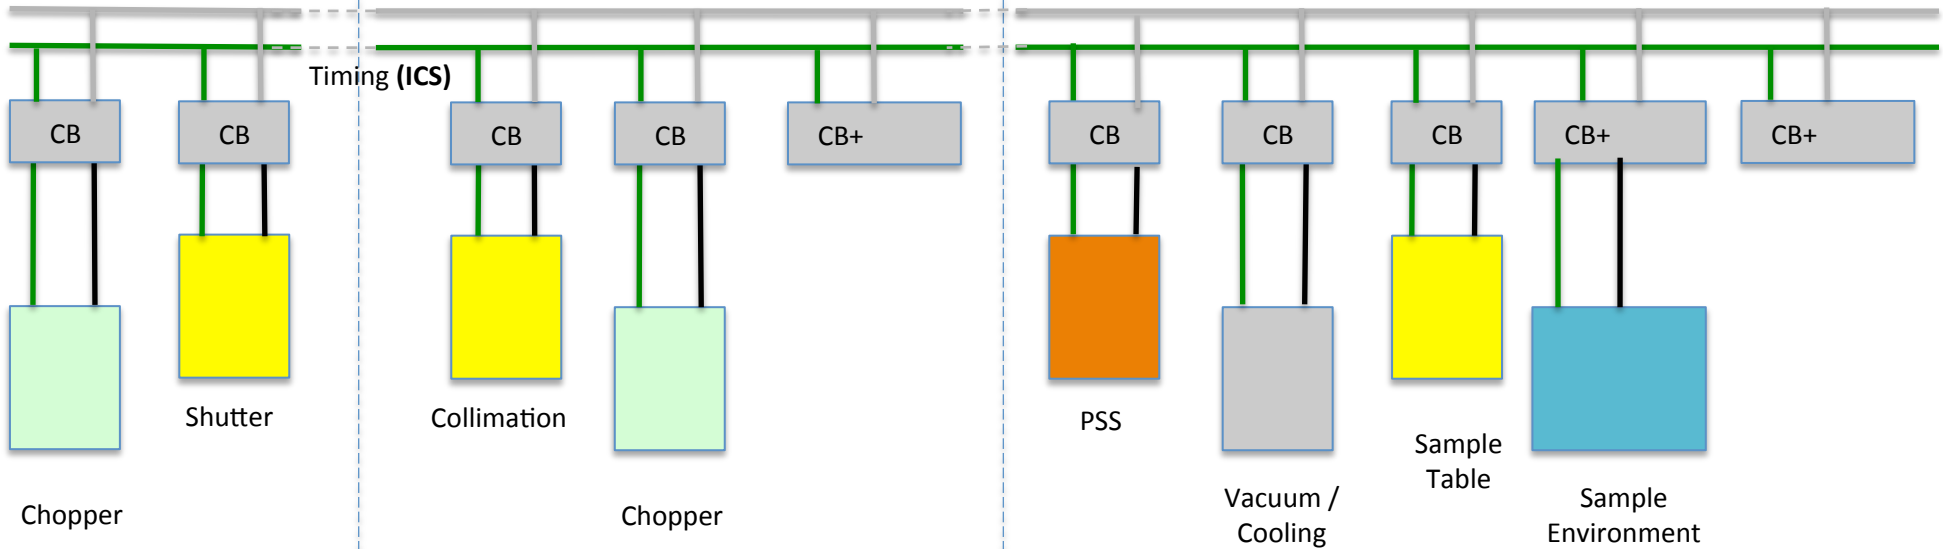 Timing (ICS)
CB
CB
CB
CB
CB+
CB
CB
CB
CB+
CB+
Shutter
Collimation
PSS
Sample
Table
Chopper
Chopper
Vacuum /
Cooling
Sample
Environment